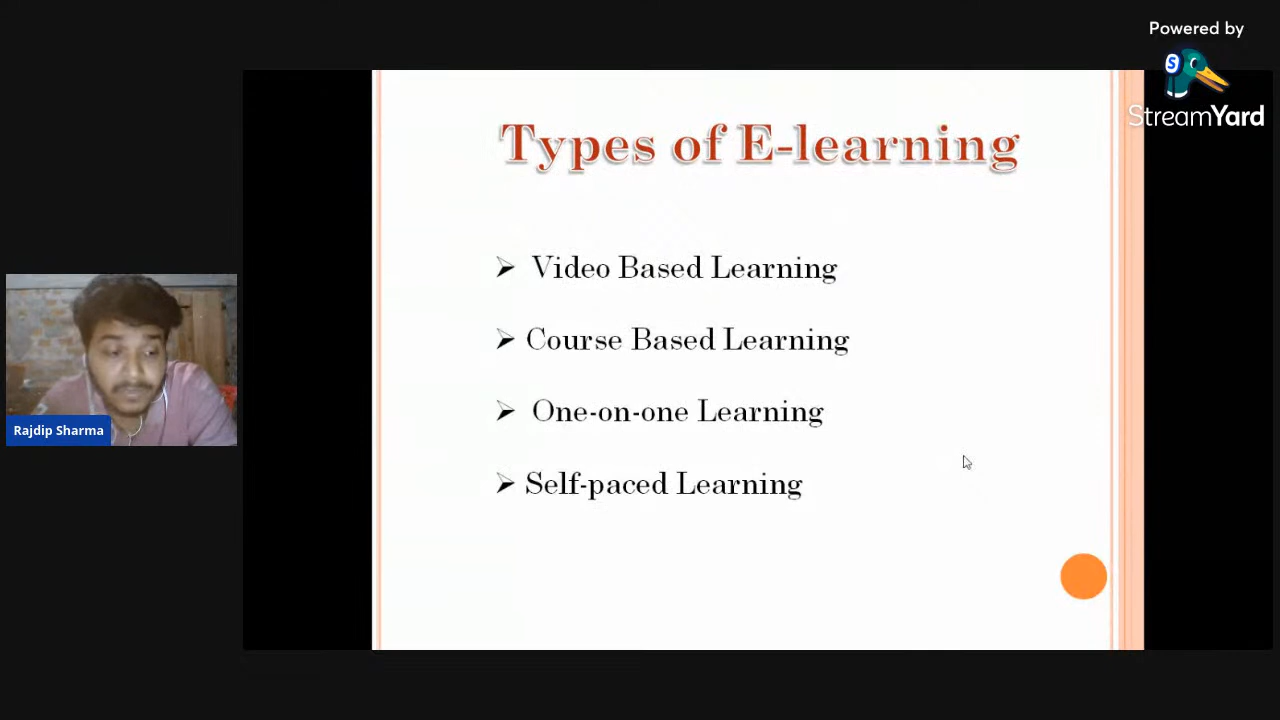 Powered by
StreamYard
Types of E-learning
➢ Video Based Learning
➢ Course Based Learning
➢ One-on-one Learning
➢ Self-paced Learning
Rajdip Sharma